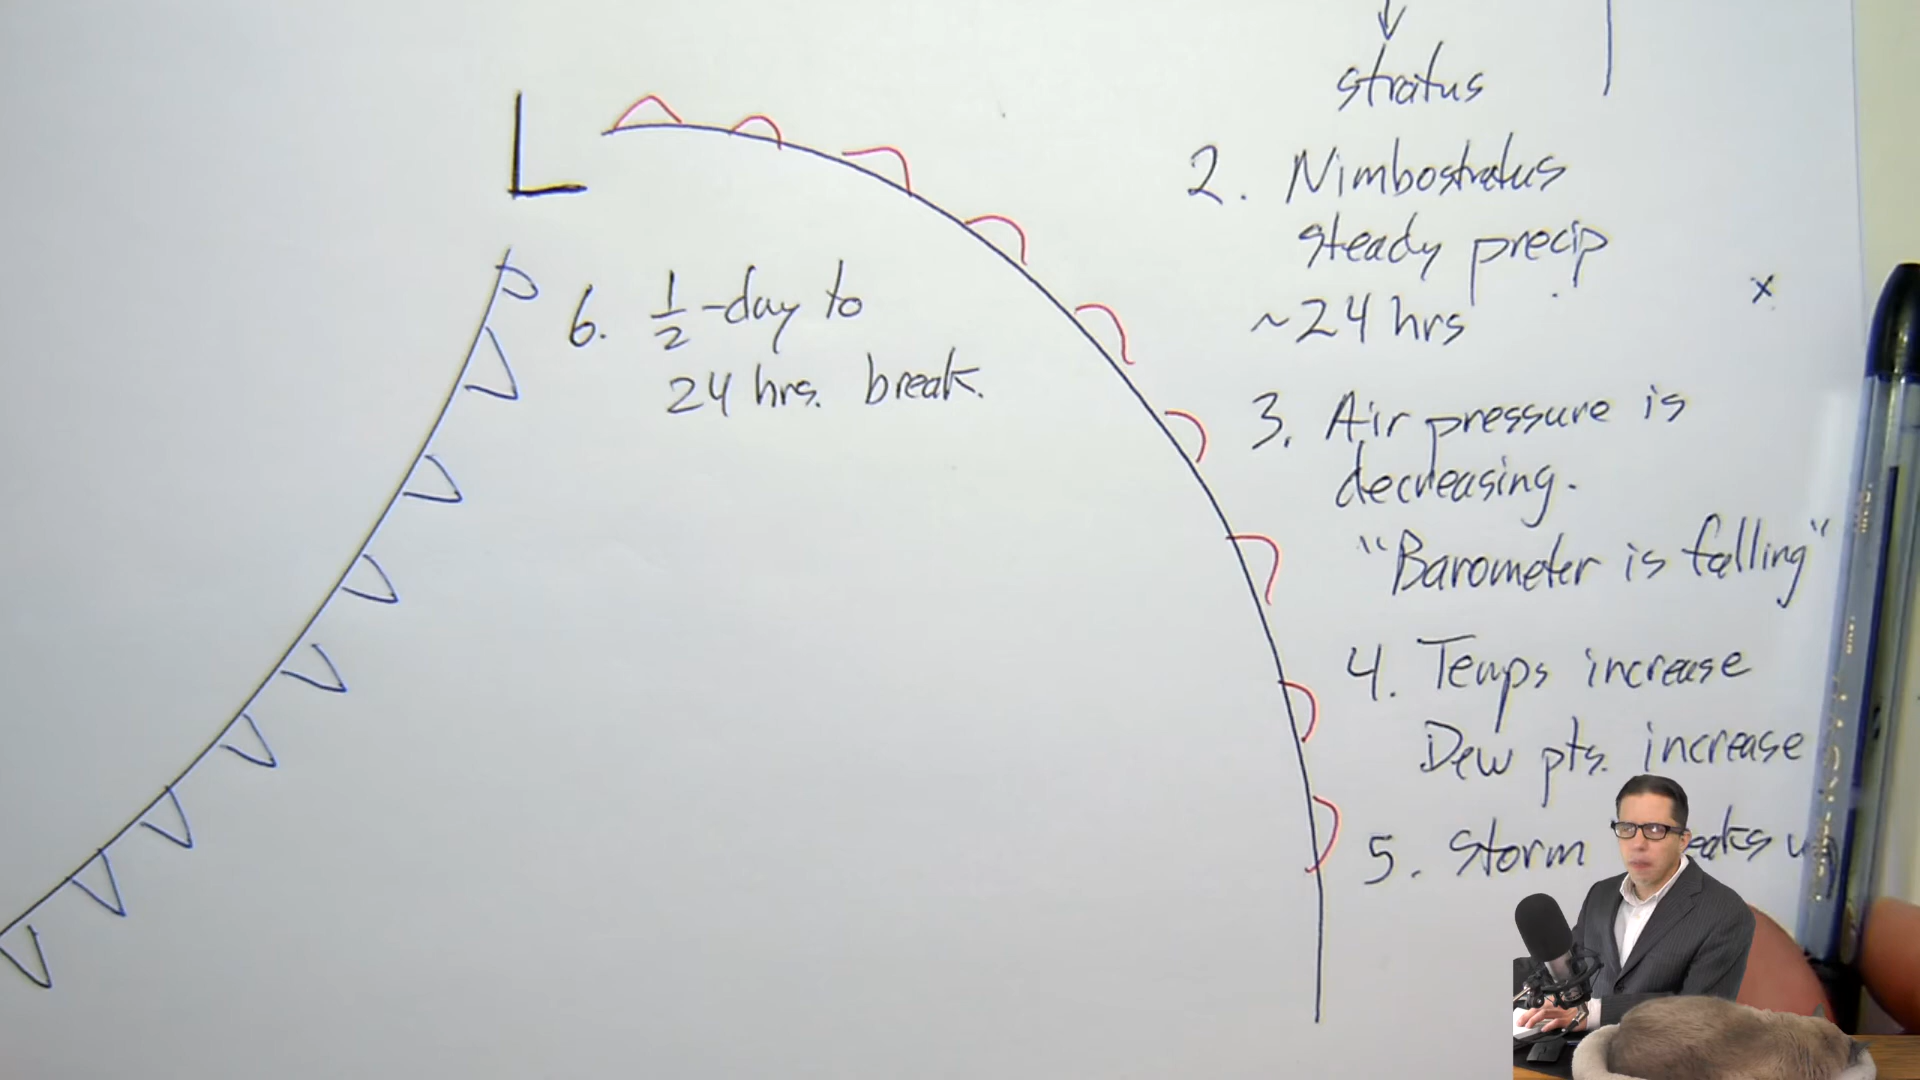 stratus
2. Nimbostratus
steady precip
~24 hrs
x
3. Air pressure is
decreasing.
"Barometer is falling"
4. Temps increase
Dew pts. increase
5. Storm
L
6. 1/2-day to
24 hrs. break.